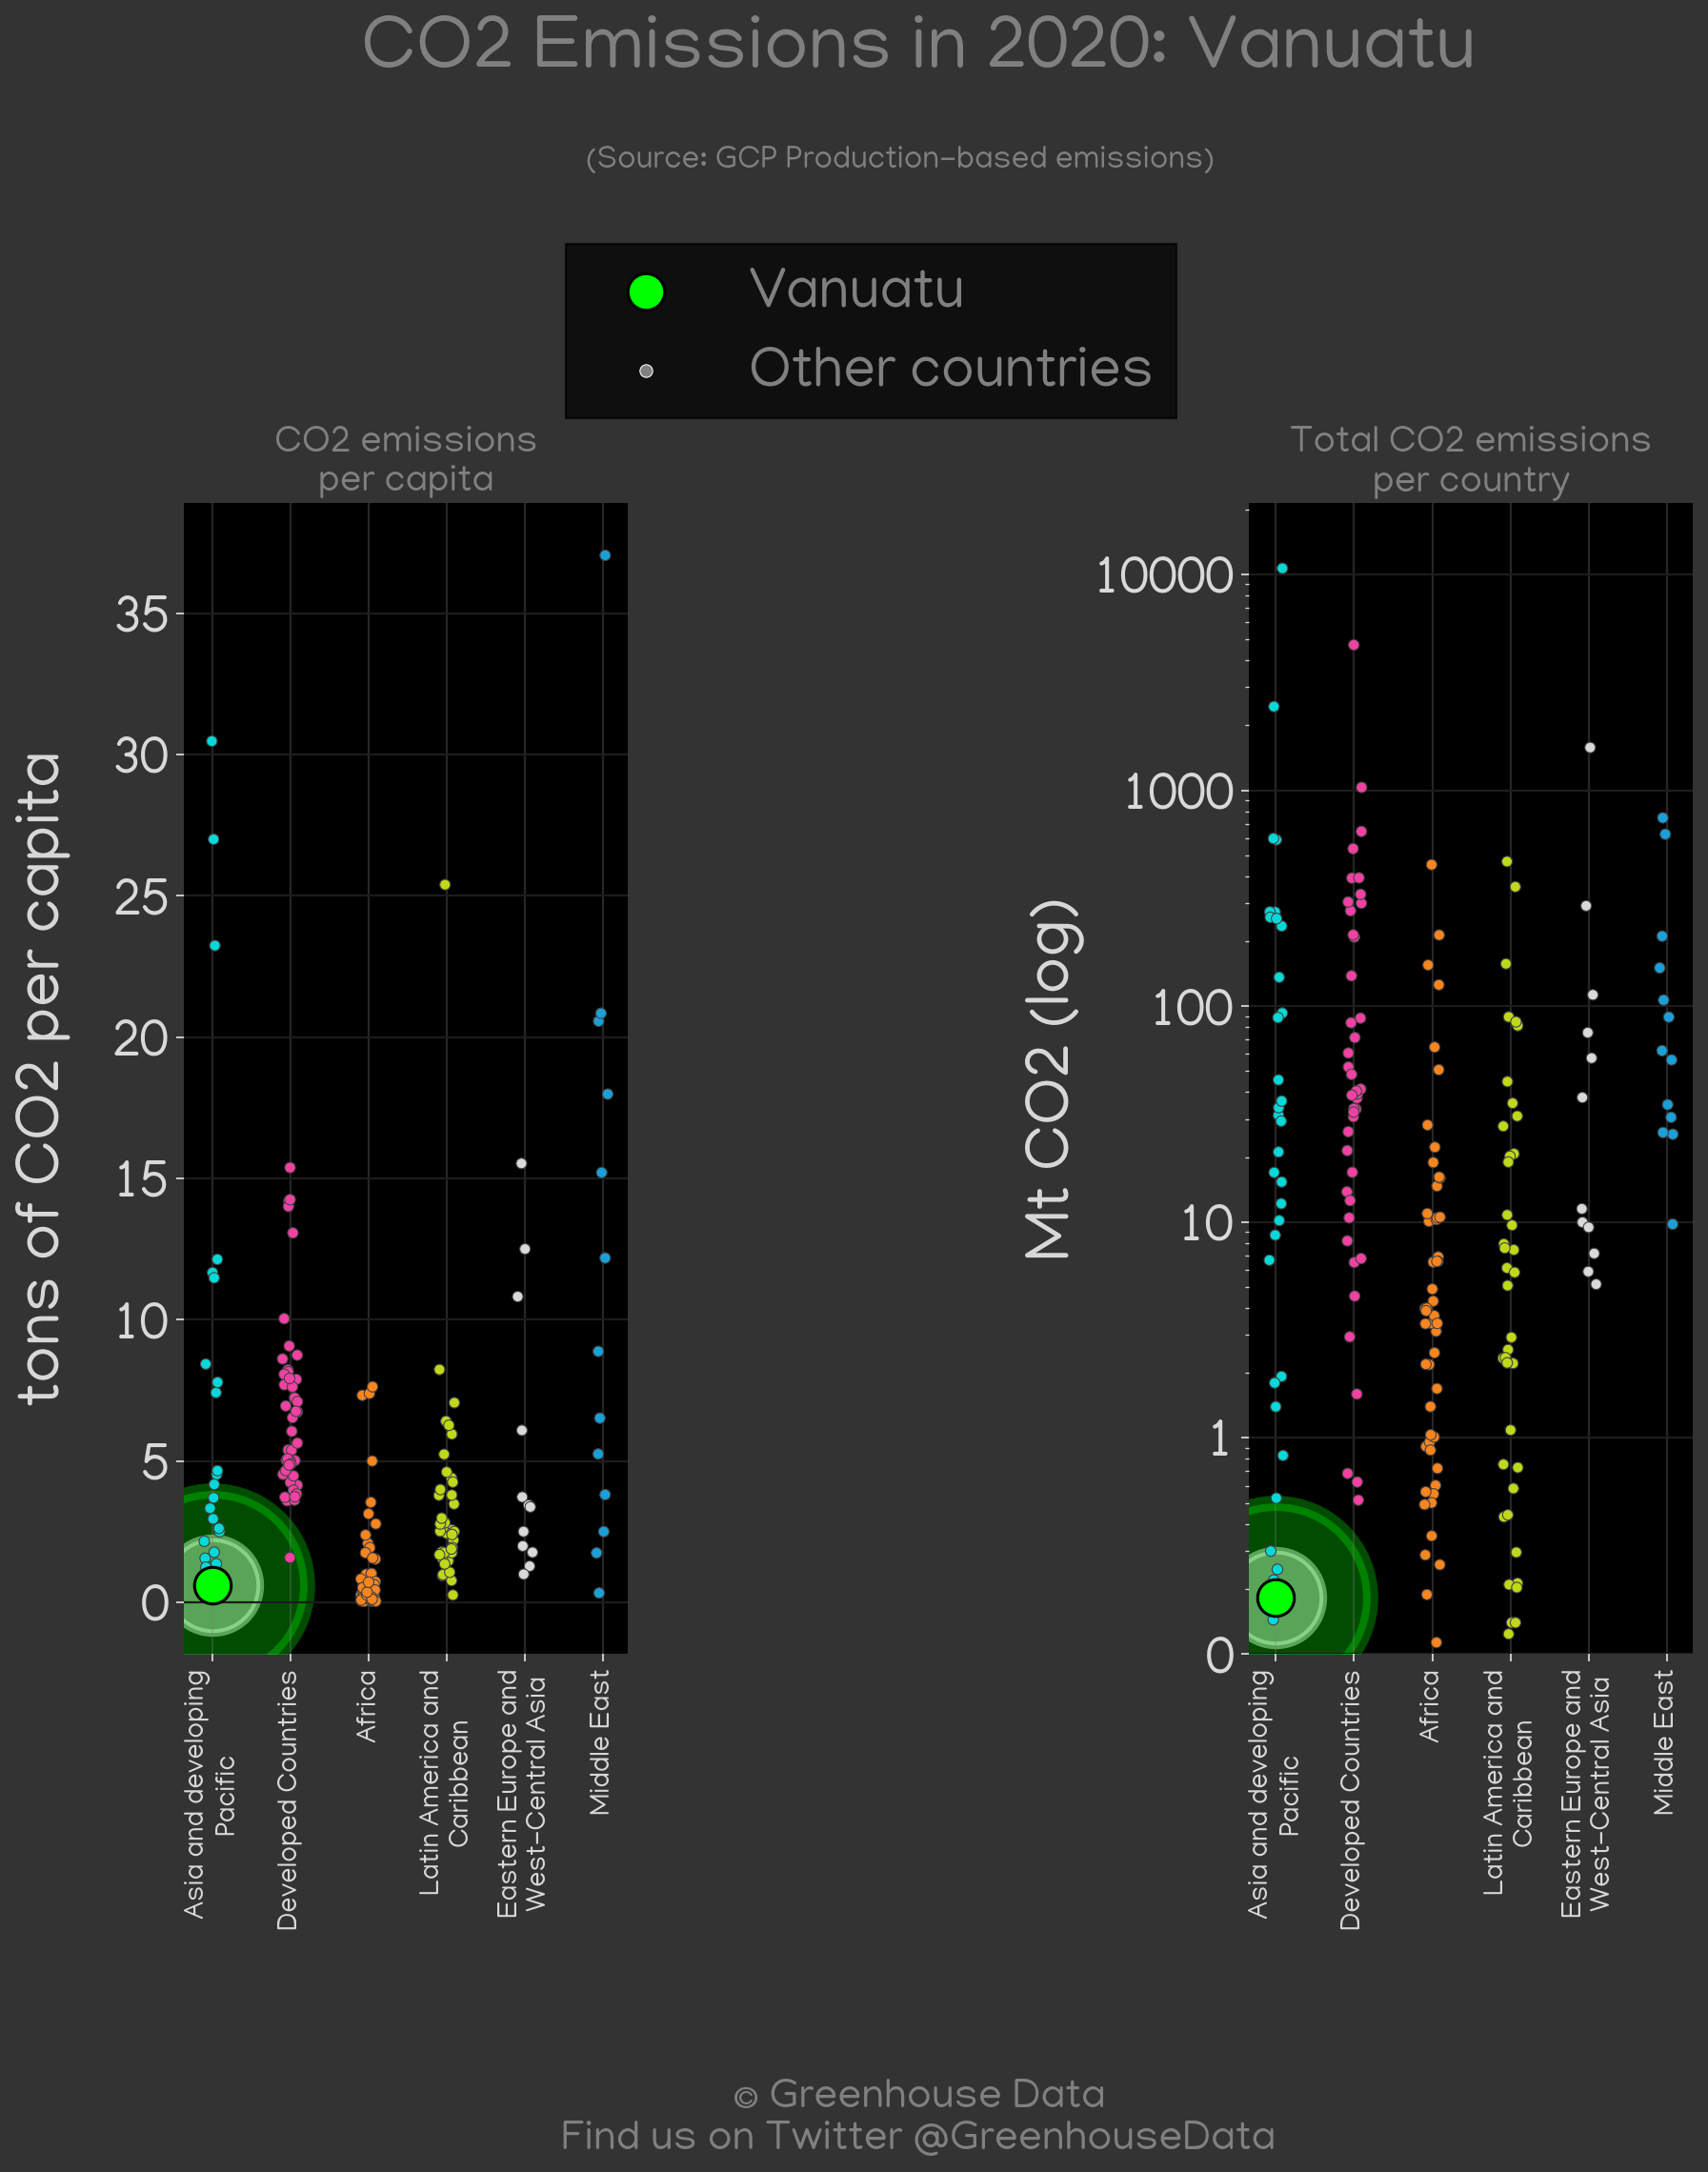 CO2 Emissions in 2020: Vanuatu
(Source: GCP Production-based emissions)
Vanuatu
Other countries
CO2 emissions
per capita
tons of CO2 per capita
35
30
25
20
15
10
5
0
Asia and developing
Pacific
Developed Countries
Africa
Latin America and
Caribbean
Eastern Europe and
West-Central Asia
Middle East
Total CO2 emissions
per country
Mt CO2 (log)
10000
1000
100
10
1
0
Asia and developing
Pacific
Developed Countries
Africa
Latin America and
Caribbean
Eastern Europe and
West-Central Asia
Middle East
© Greenhouse Data
Find us on Twitter @GreenhouseData